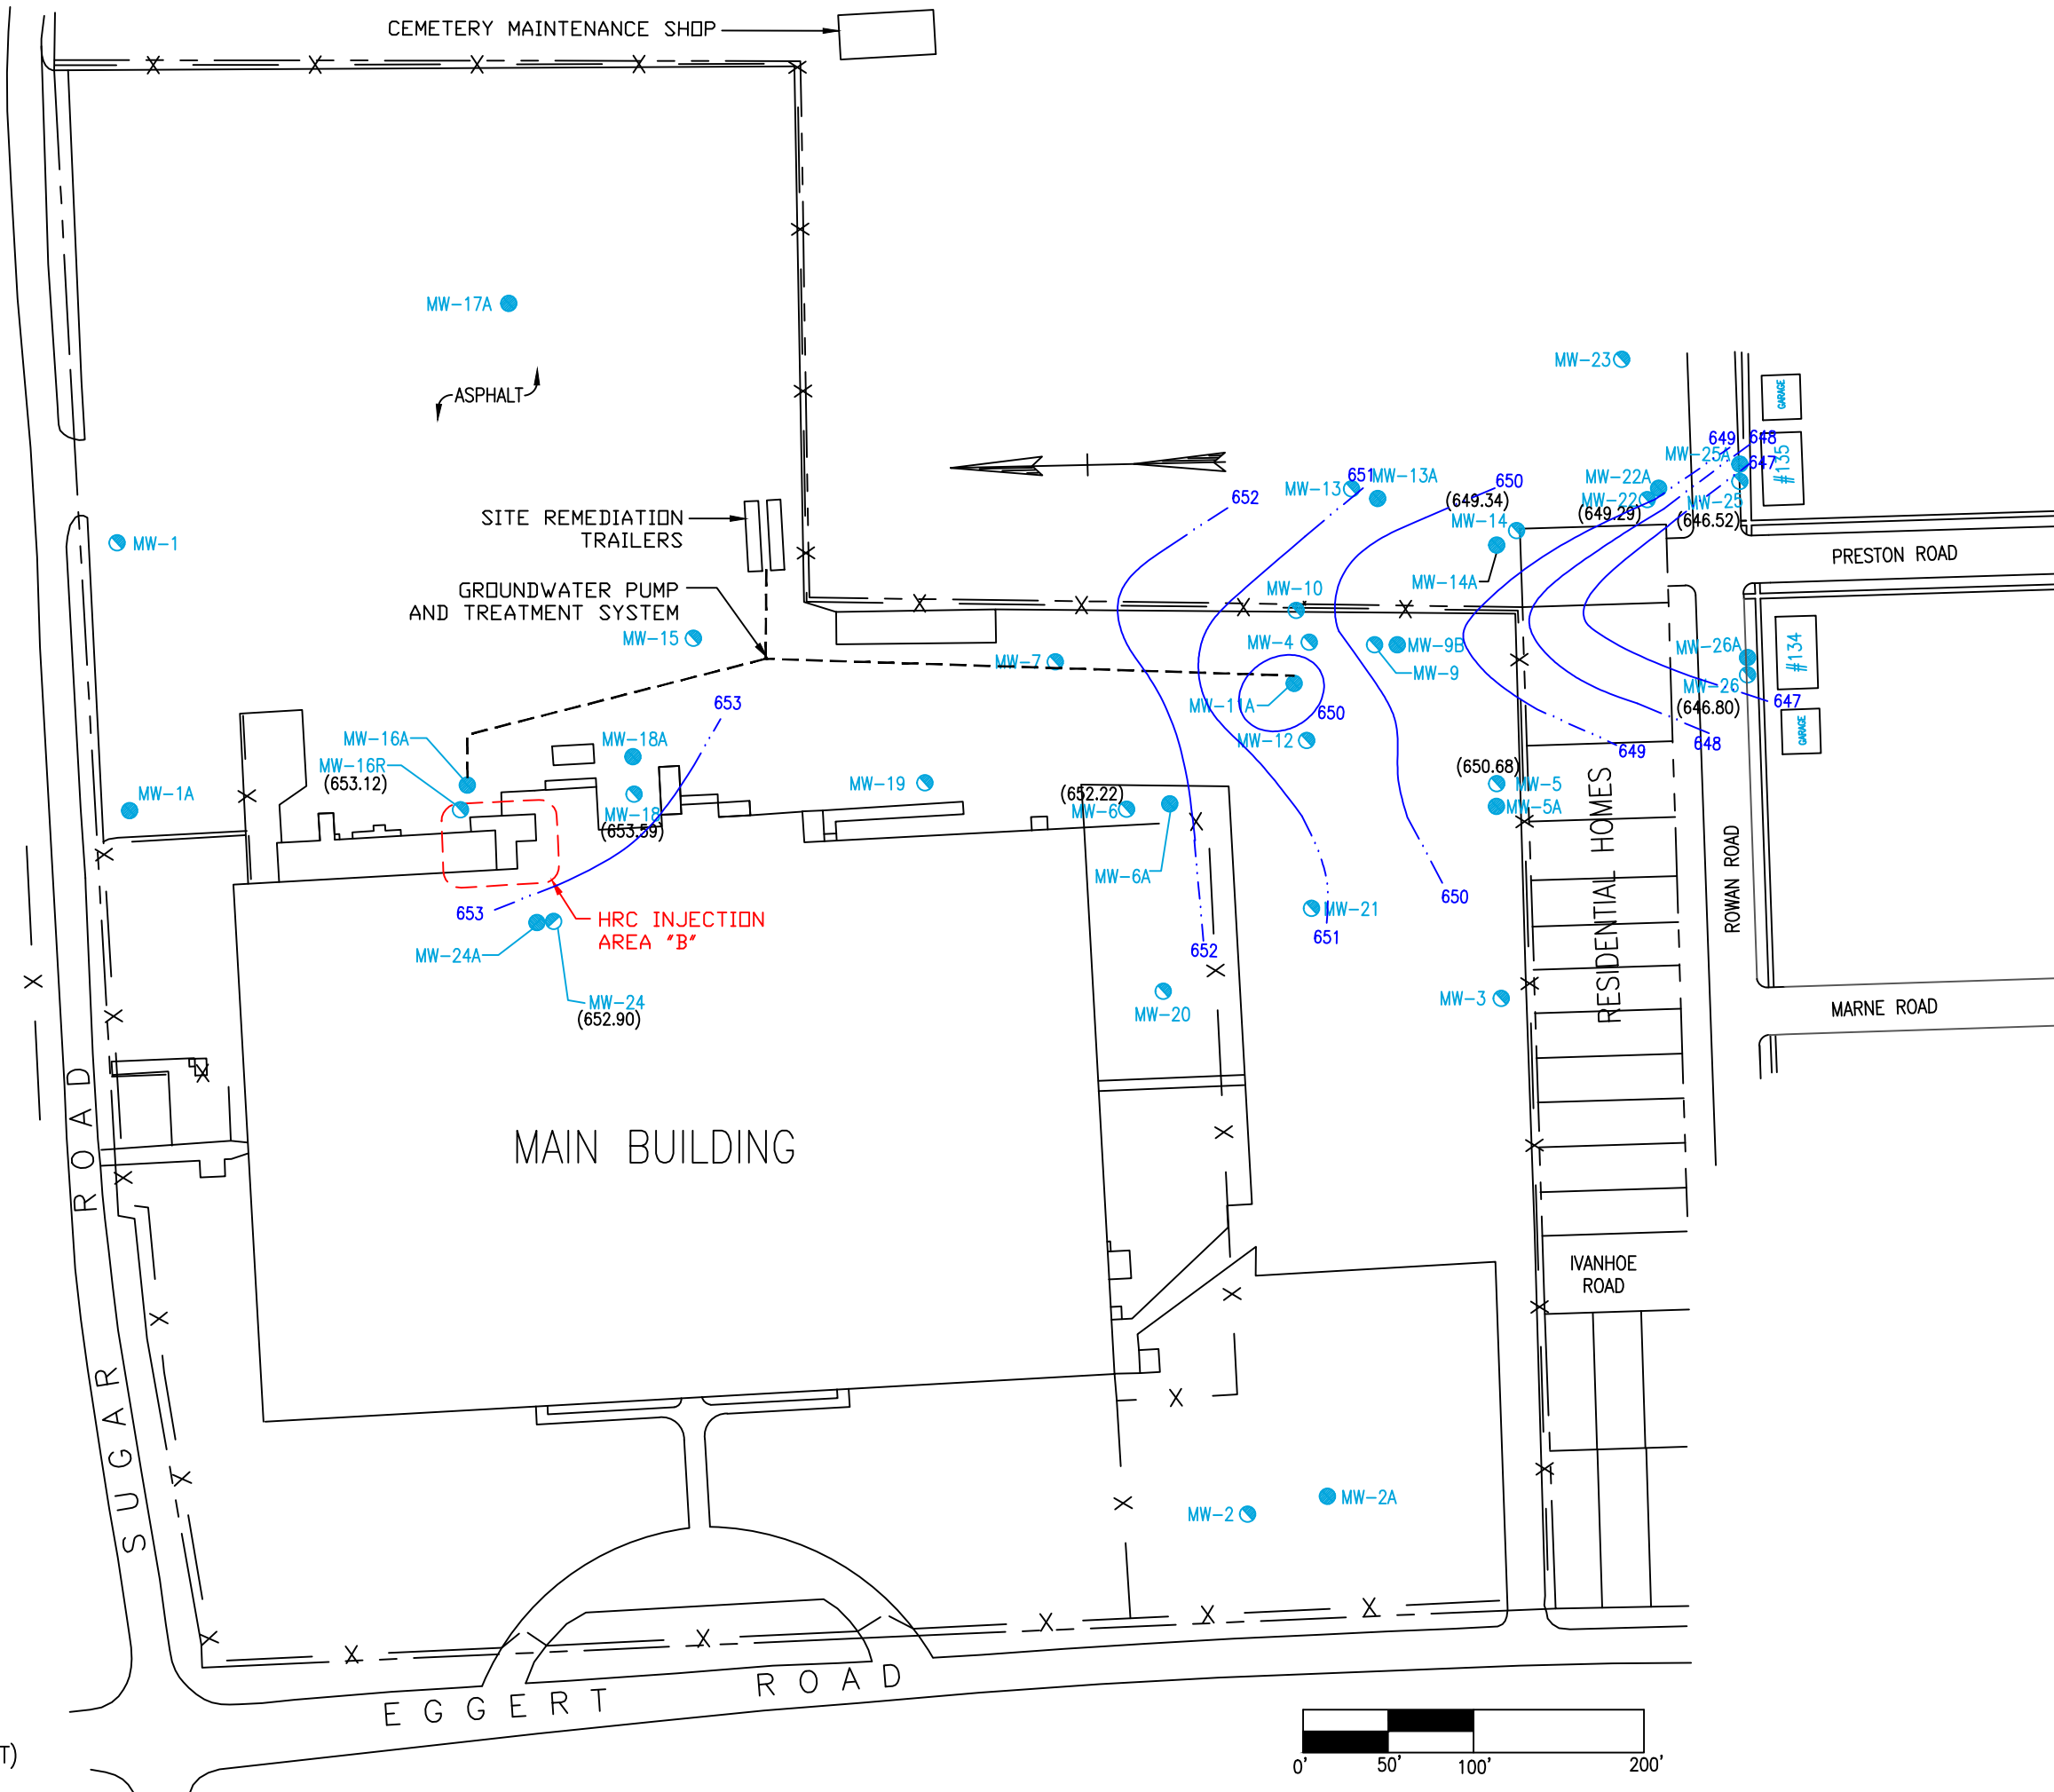 CEMETERY MAINTENANCE SHOP
MW-17A
ASPHALT
MW-23
GARAGE
649
648
MW-25A
647
#135
651
MW-13A
MW-13
652
650
(649.34)
MW-14
MW-22A
MW-22
(649.29)
MW-25
(646.52)
SITE REMEDIATION
TRAILERS
MW-1
PRESTON ROAD
GROUNDWATER PUMP
AND TREATMENT SYSTEM
MW-10
MW-14A
MW-15
MW-4
MW-7
MW-9B
MW-9
MW-26A
#134
MW-26
(646.80)
647
653
MW-11A
650
MW-16A
MW-18A
MW-12
649
648
GARAGE
MW-16R
(653.12)
MW-1A
MW-18
(653.59)
MW-19
(652.22)
MW-6
(650.68)
MW-5
MW-5A
RESIDENTIAL HOMES
ROWAN ROAD
MW-6A
653
HRC INJECTION
AREA "B"
650
MW-21
651
652
MW-24A
MW-24
(652.90)
MW-3
MW-20
MARNE ROAD
MAIN BUILDING
SUGAR ROAD
IVANHOE
ROAD
MW-2
MW-2A
EGGERT ROAD
T)
0' 50' 100' 200'